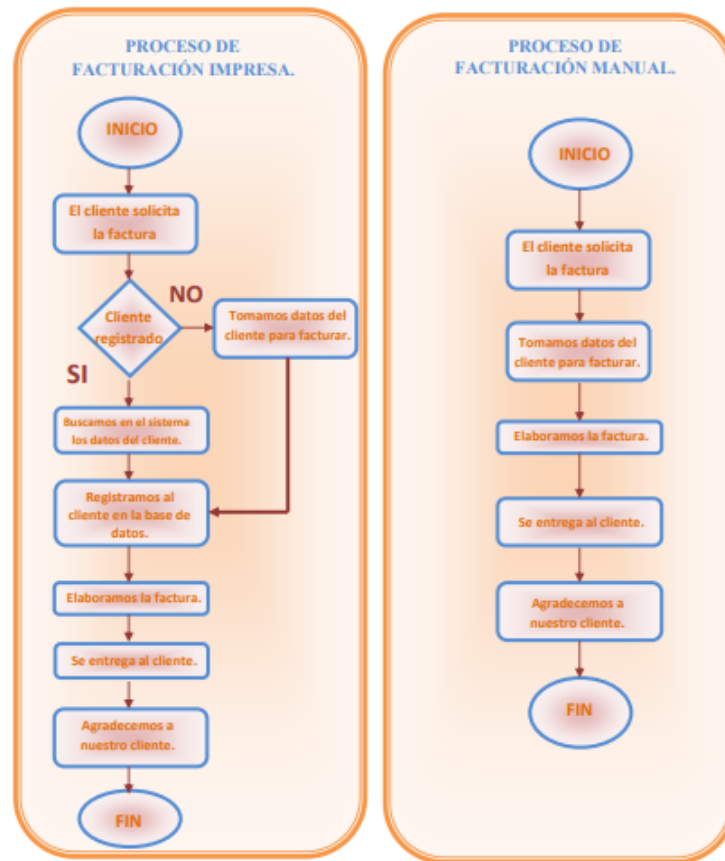 PROCESO DE
FACTURACIÓN IMPRESA.
INICIO
El cliente solicita
la factura
Cliente
registrado
NO
Tomamos datos del
cliente para facturar.
SI
Buscamos en el sistema
los datos del cliente.
Registramos al
cliente en la base de
datos.
Elaboramos la factura.
Se entrega al cliente.
Agradecemos a
nuestro cliente.
FIN
PROCESO DE
FACTURACIÓN MANUAL.
INICIO
El cliente solicita
la factura
Tomamos datos del
cliente para facturar.
Elaboramos la factura.
Se entrega al cliente.
Agradecemos a
nuestro cliente.
FIN